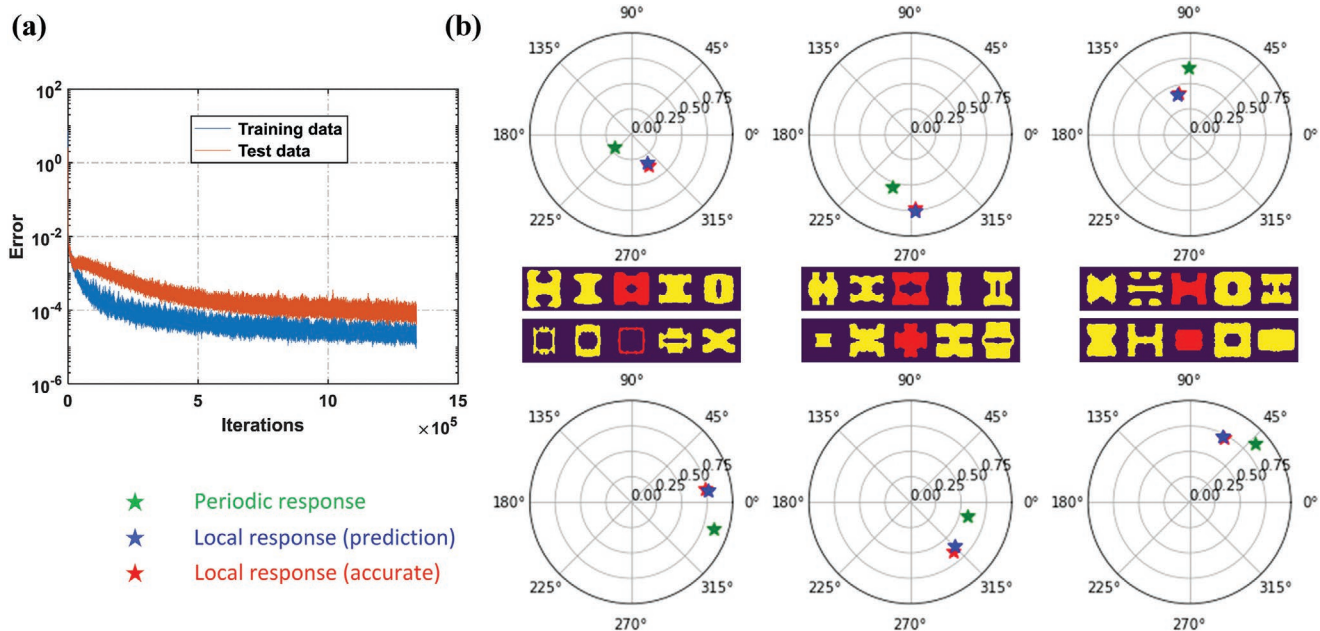 (a)
10²
10⁰
10⁻²
10⁻⁴
10⁻⁶
Error
Training data
Test data
0 5 10 15
Iterations
×10⁵
Periodic response
Local response (prediction)
Local response (accurate)
(b)
90°
135° 45°
180° 0.00 0.25 0.50 0.75 0°
225° 315°
270°
90°
135° 45°
180° 0.00 0.25 0.50 0.75 0°
225° 315°
270°
90°
135° 45°
180° 0.00 0.25 0.50 0.75 0°
225° 315°
270°
90°
135° 45°
180° 0.00 0.25 0.50 0.75 0°
225° 315°
270°
90°
135° 45°
180° 0.00 0.25 0.50 0.75 0°
225° 315°
270°
90°
135° 45°
180° 0.00 0.25 0.50 0.75 0°
225° 315°
270°